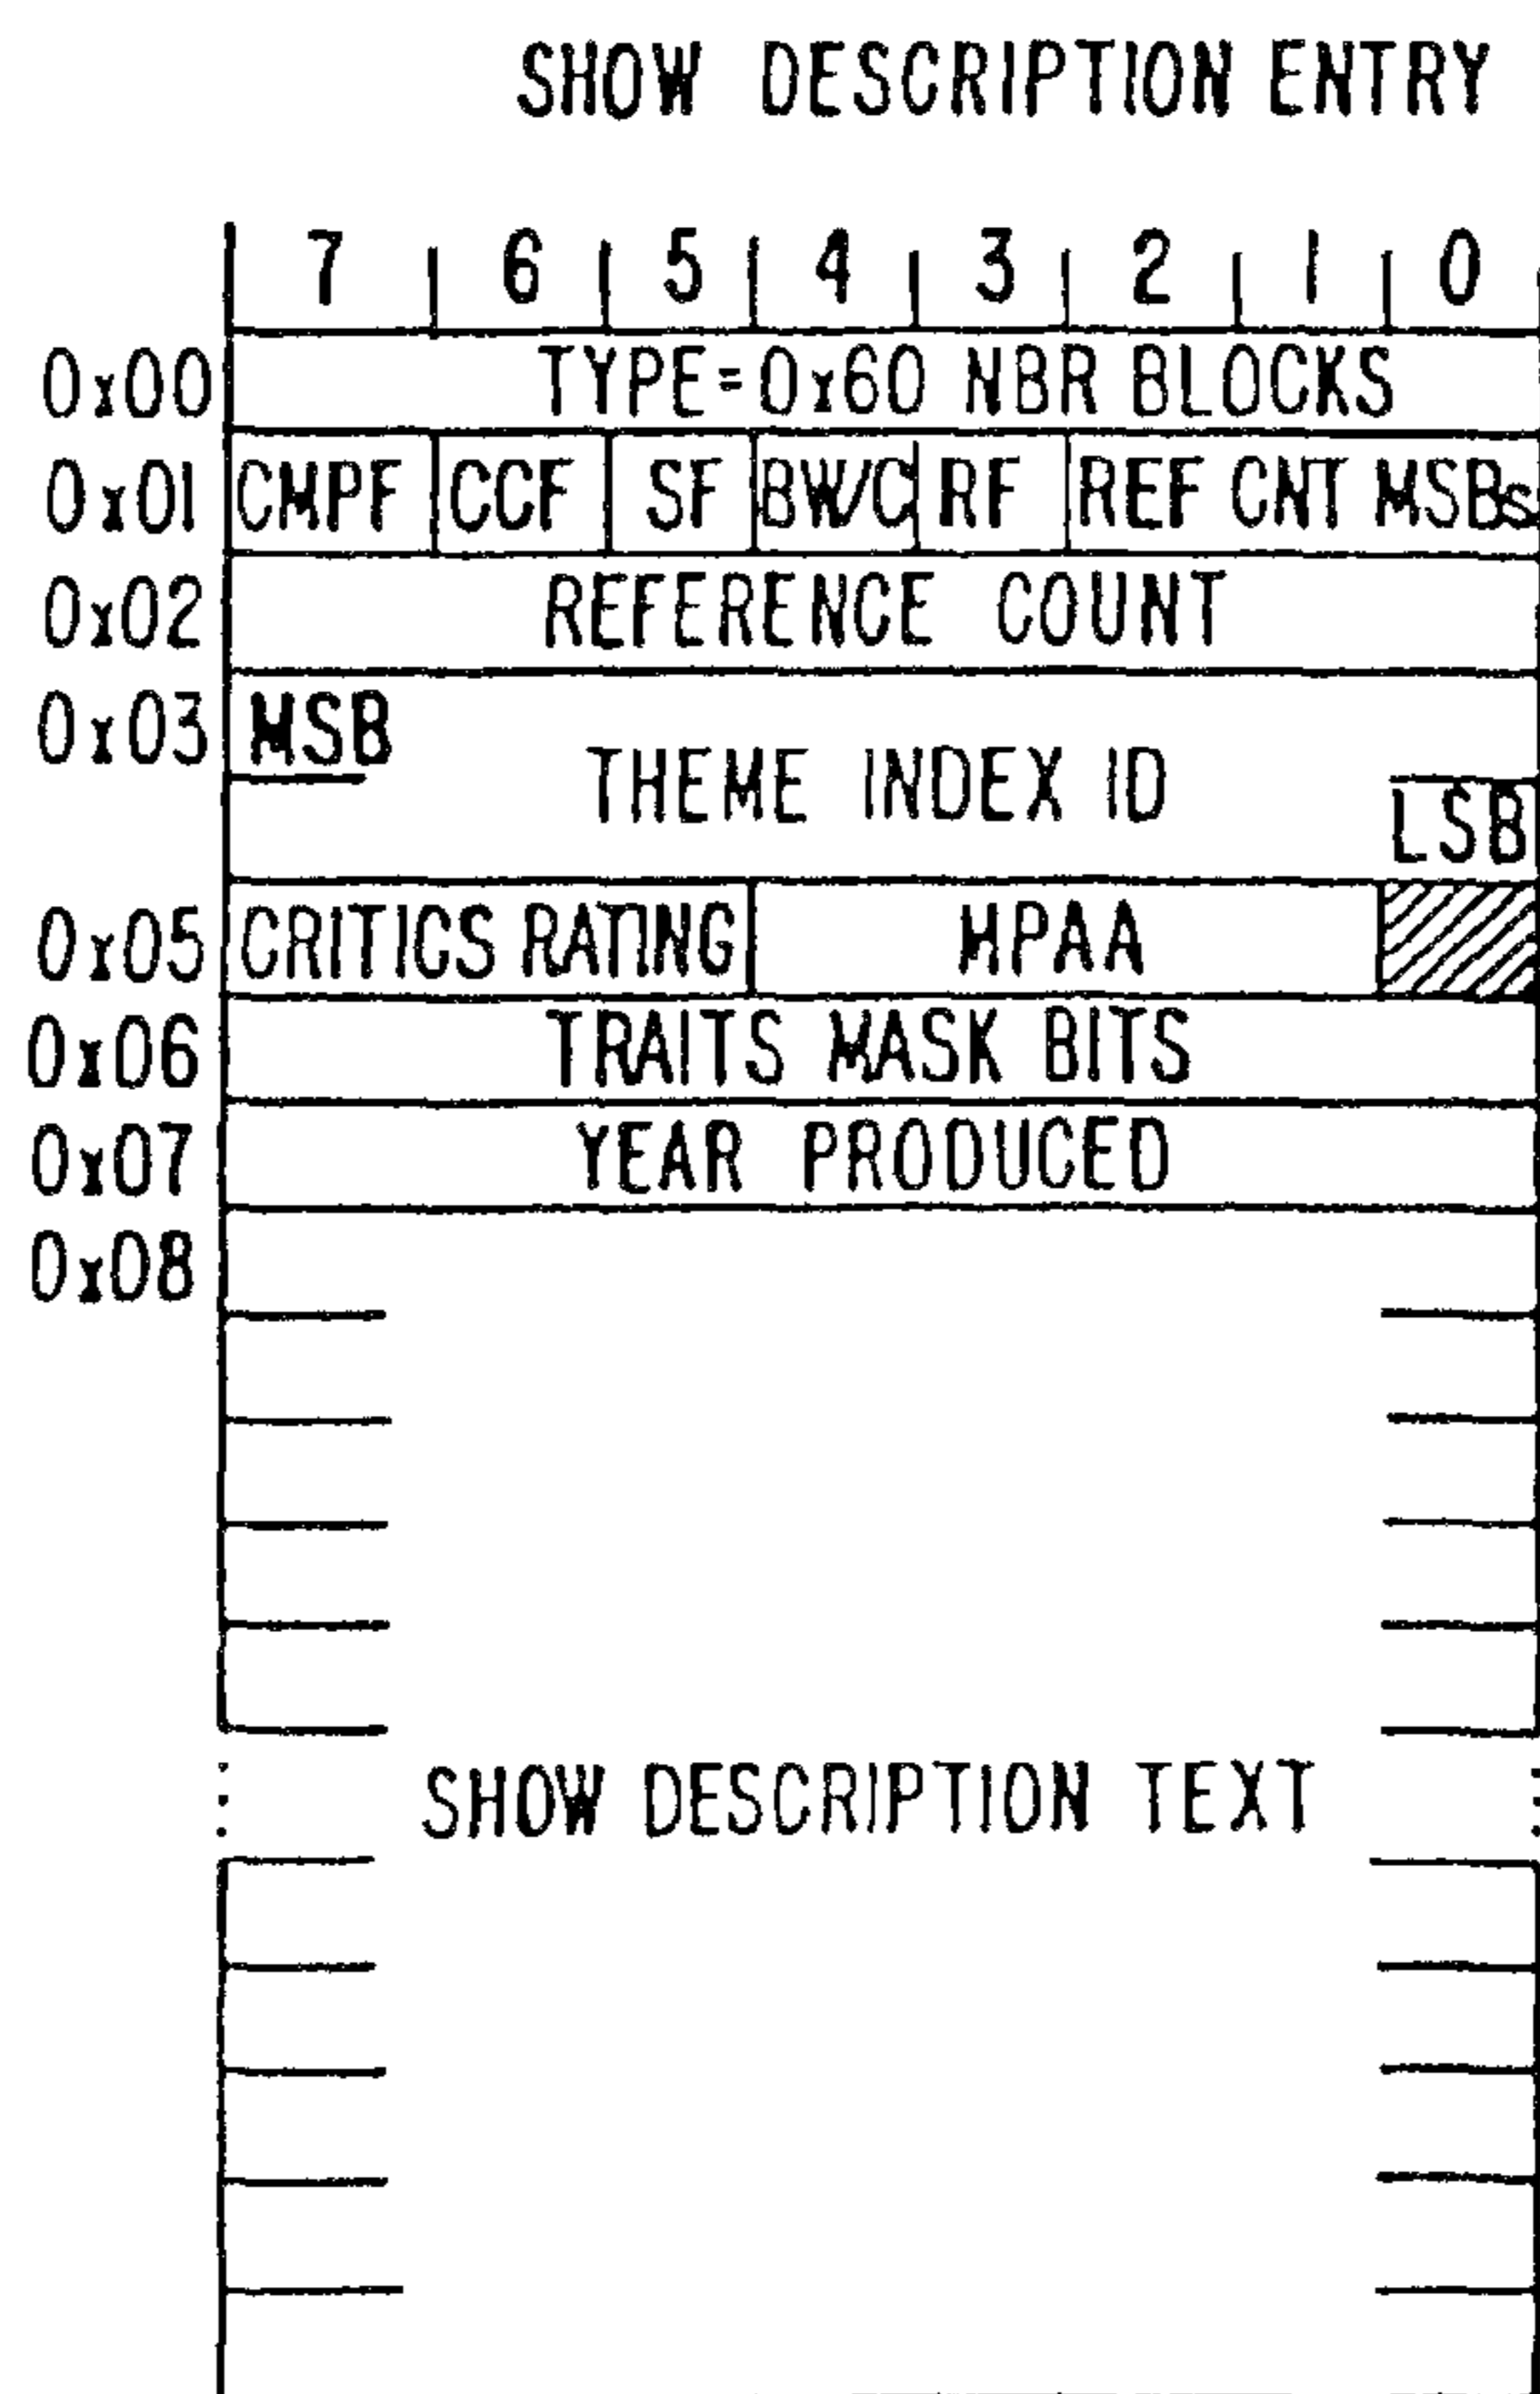 SHOW DESCRIPTION ENTRY
7 6 5 4 3 2 1 0
0x00 TYPE=0x60 NBR BLOCKS
0x01 CMPF CCF SF BW/C RF REF CNT MSBs
0x02 REFERENCE COUNT
0x03 MSB
THEME INDEX ID
LSB
0x05 CRITICS RATING MPAA
0x06 TRAITS MASK BITS
0x07 YEAR PRODUCED
0x08
SHOW DESCRIPTION TEXT